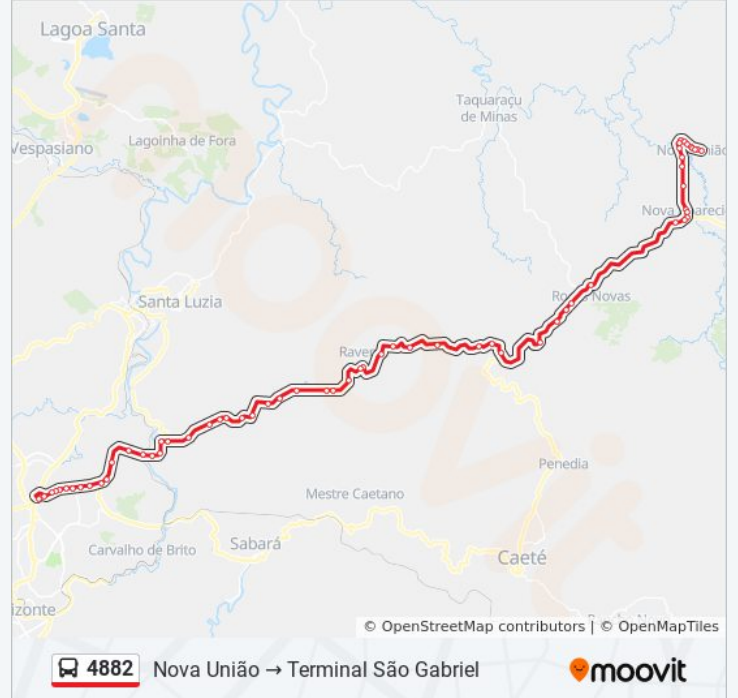 Lagoa Santa
Taquaraçu
de Minas
Vespasiano
Lagoinha de Fora
Santa Luzia
Penedia
Mestre Caetano
Carvalho de Brito
Sabará
Caeté
izonte
© OpenStreetMap contributors | © OpenMapTiles
4882 Nova União → Terminal São Gabriel
moovit